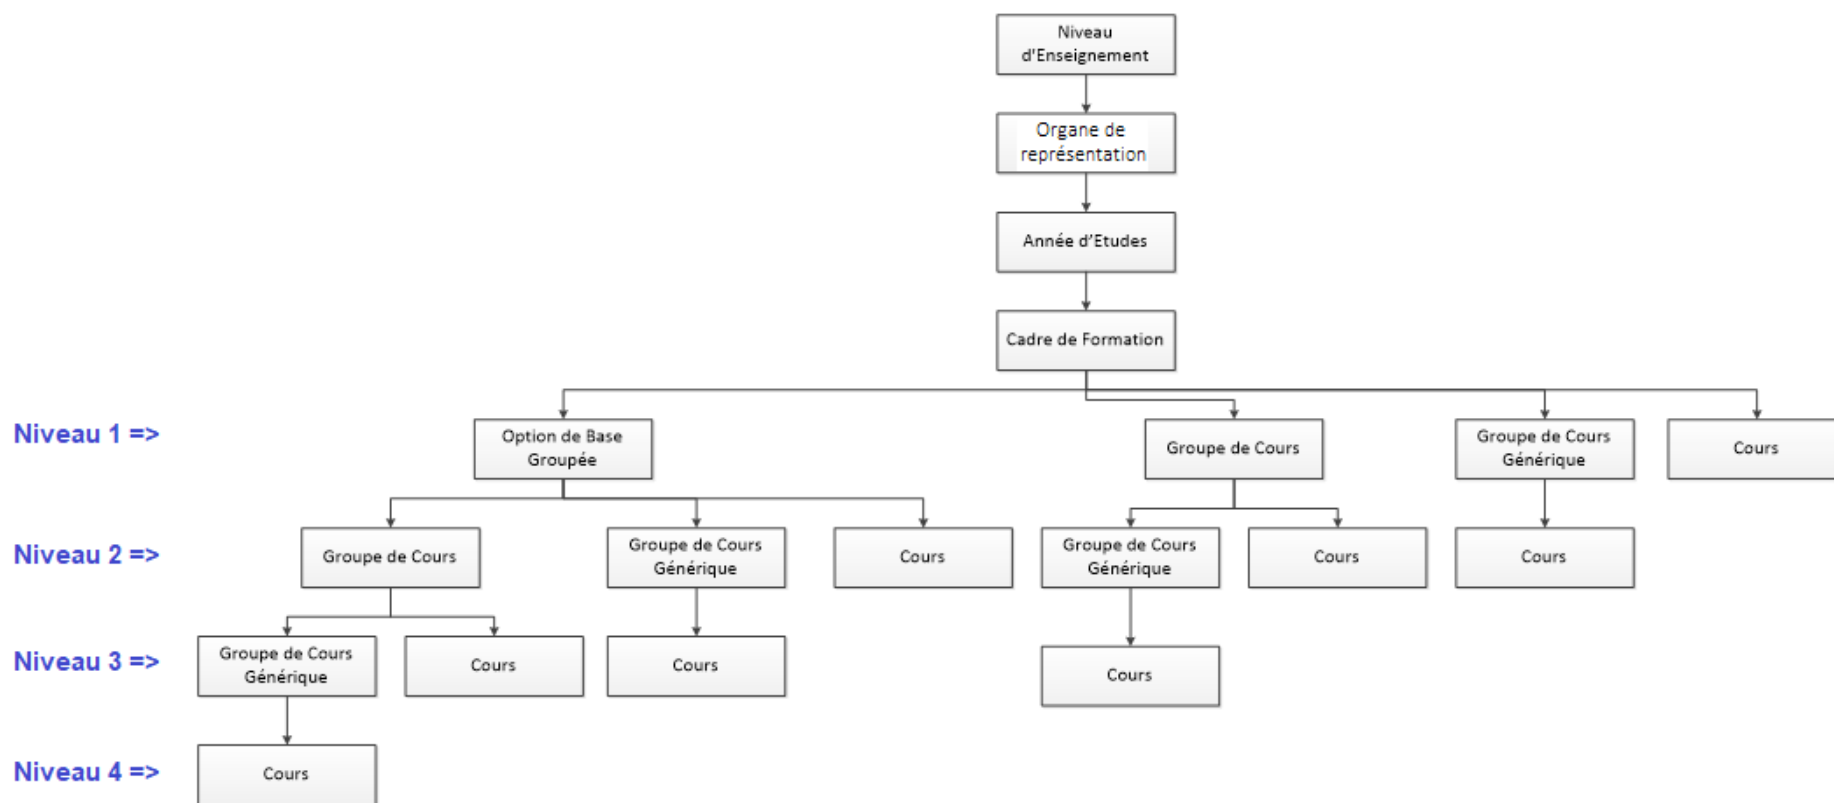 Niveau
d'Enseignement
Organe de
représentation
Année d'Etudes
Cadre de Formation
Niveau 1 =>
Option de Base
Groupée
Groupe de Cours
Groupe de Cours
Générique
Cours
Niveau 2 =>
Groupe de Cours
Groupe de Cours
Générique
Cours
Groupe de Cours
Générique
Cours
Cours
Niveau 3 =>
Groupe de Cours
Générique
Cours
Cours
Cours
Niveau 4 =>
Cours